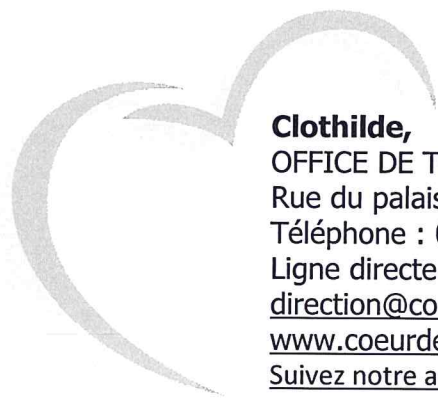 Clothilde,
OFFICE DE T
Rue du palais
Téléphone : 
Ligne directe
direction@co
www.coeurde
Suivez notre a